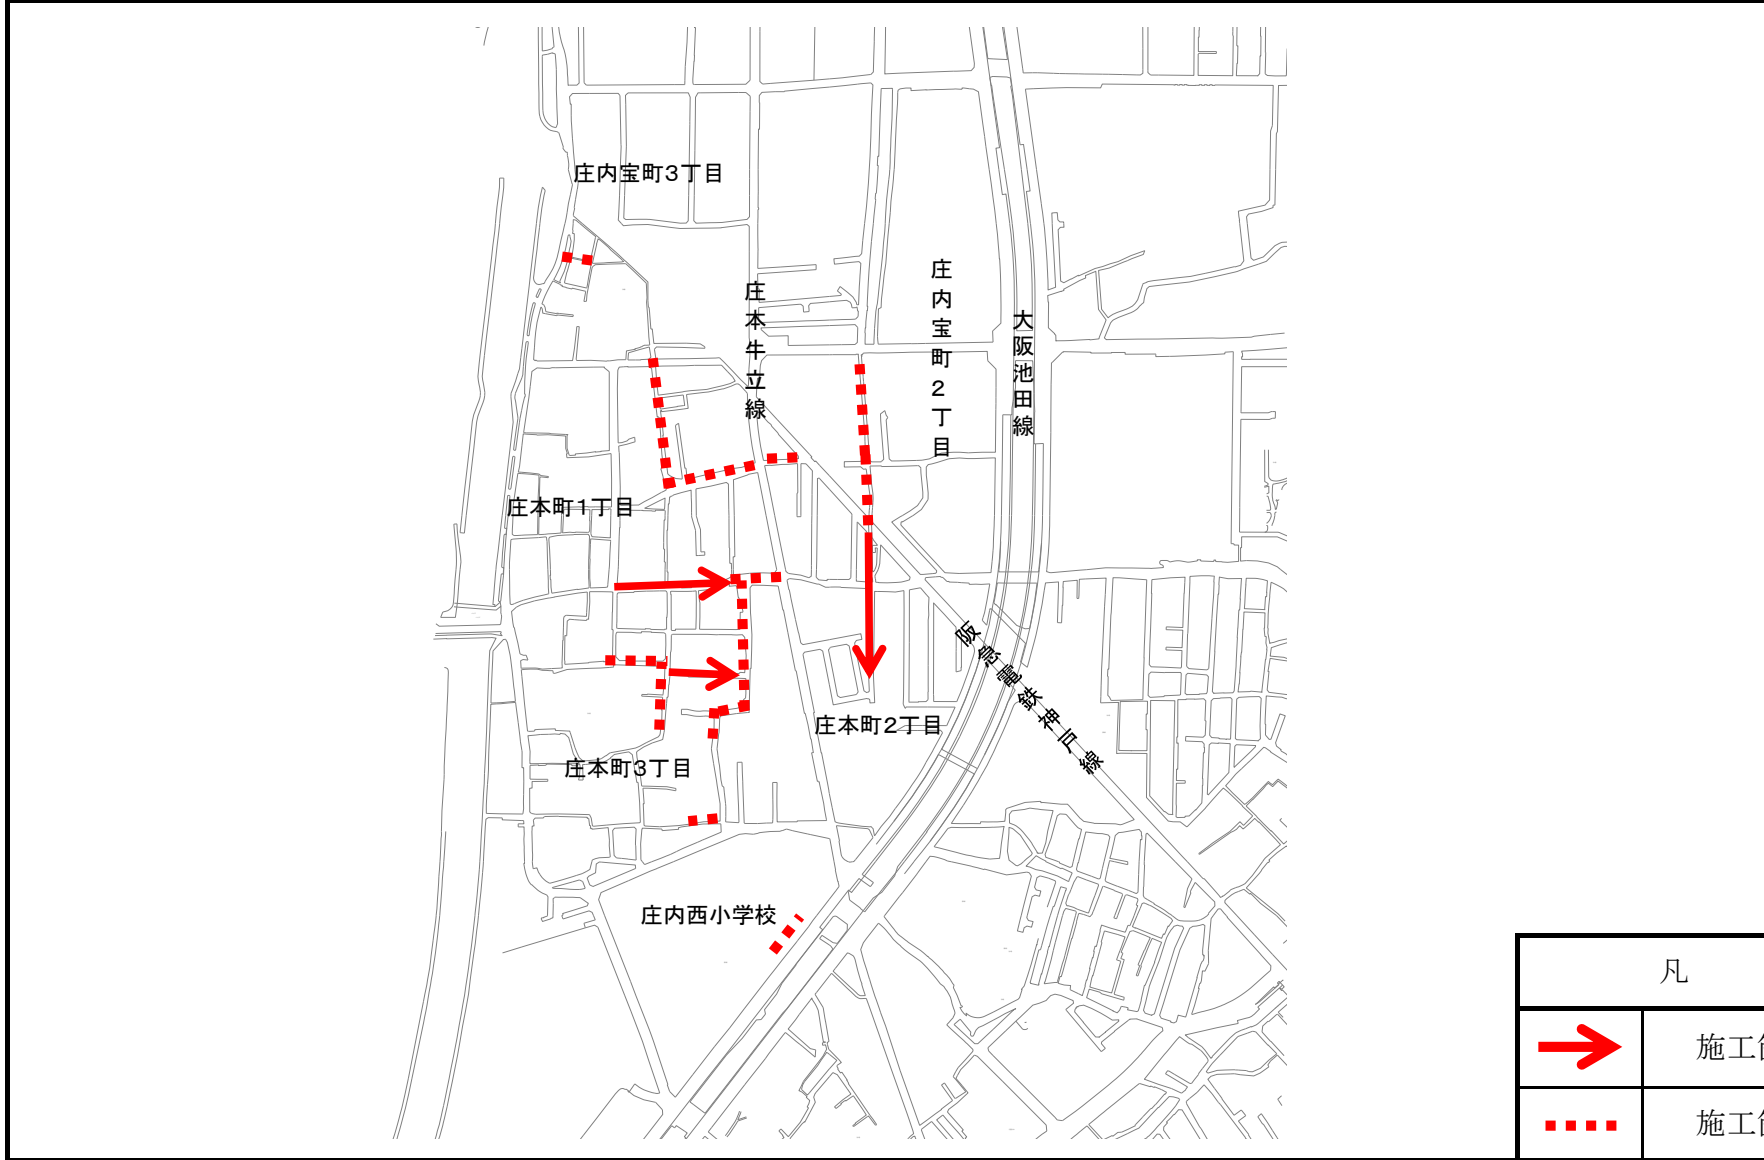 庄内宝町3丁目
庄内宝町2丁目
庄本牛立線
大阪池田線
庄本町1丁目
阪急電鉄神戸線
庄本町2丁目
庄本町3丁目
庄内西小学校
凡
施工
施工